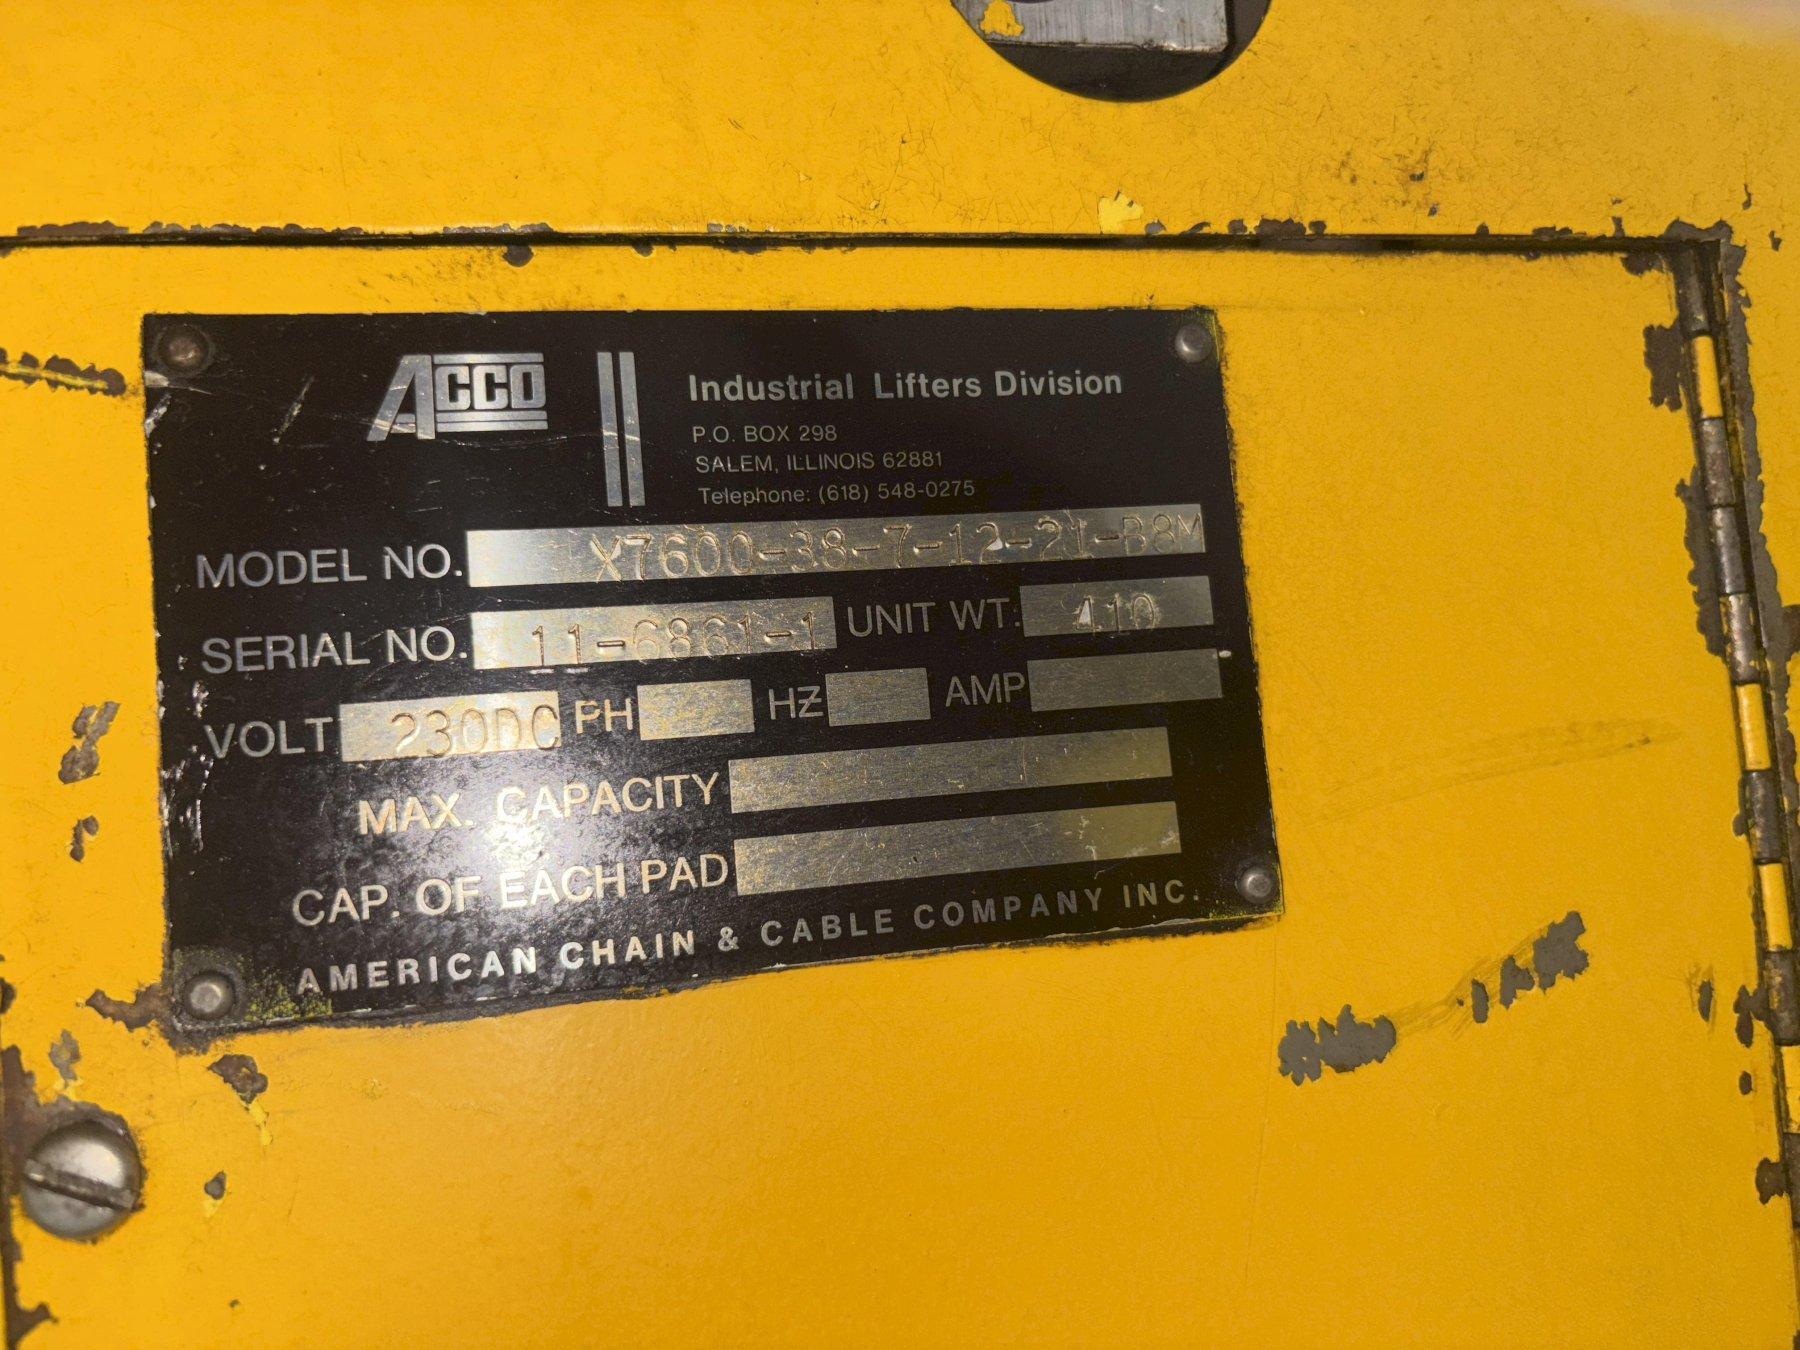 ACCO
Industrial Lifters Division
P.O. BOX 298
SALEM, ILLINOIS 62881
Telephone: (618) 548-0275
MODEL NO. X7600-38-7-12-21-B8M
SERIAL NO. 11-6861-1 UNIT WT. 410
VOLT 230DC PH HZ AMP
MAX. CAPACITY
CAP. OF EACH PAD
AMERICAN CHAIN & CABLE COMPANY INC.